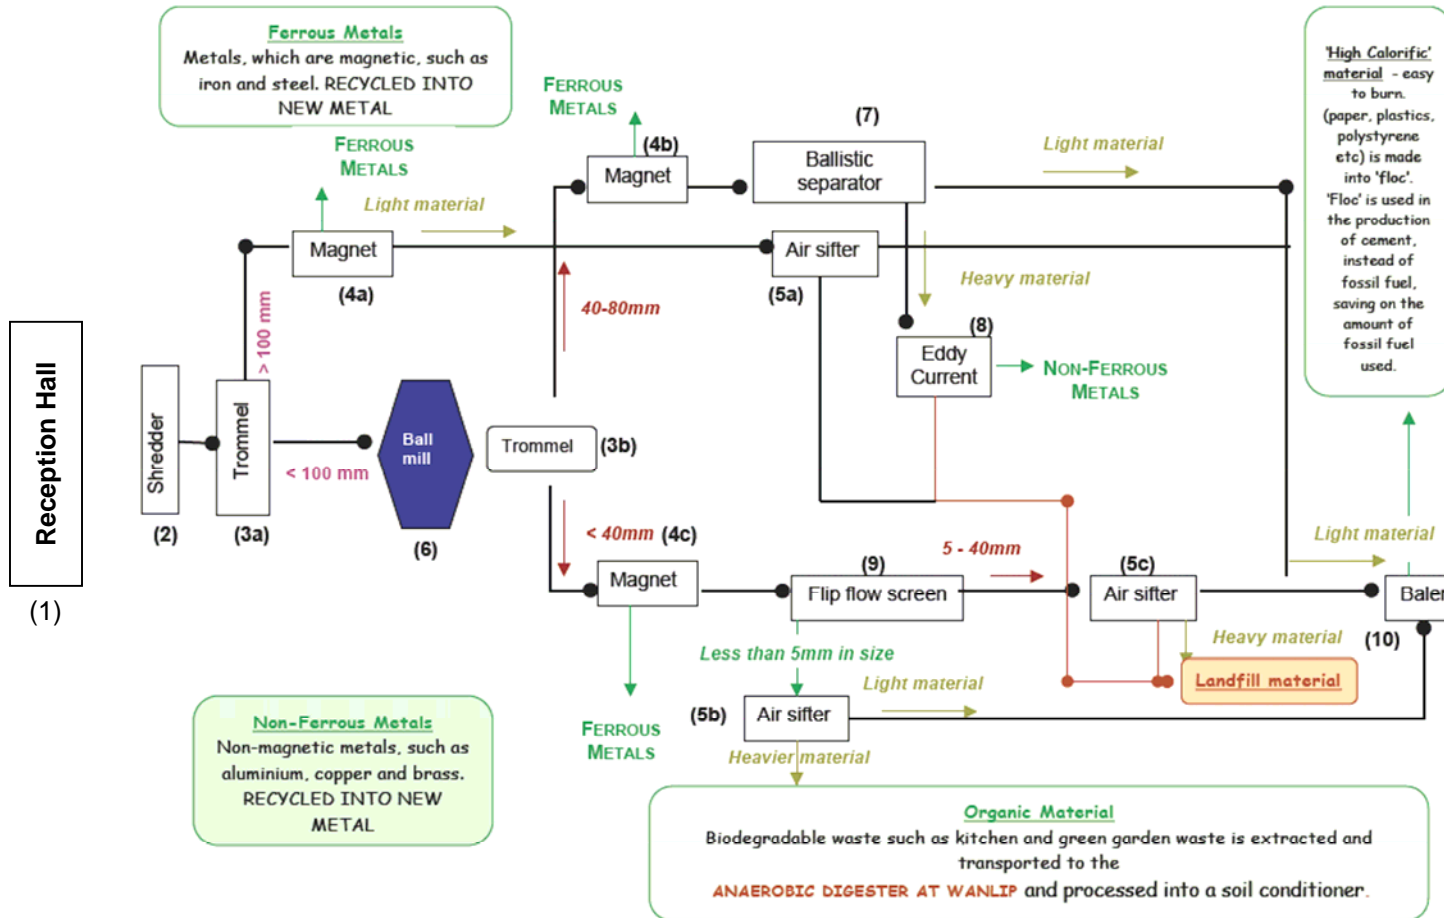 Ferrous Metals
Metals, which are magnetic, such as
iron and steel. RECYCLED INTO
NEW METAL
'High Calorific'
material - easy
to burn.
(paper, plastics,
polystyrene
etc) is made
into 'floc'.
'Floc' is used in
the production
of cement,
instead of
fossil fuel,
saving on the
amount of
fossil fuel
used.
FERROUS
METALS
FERROUS
METALS
(4b)
Magnet
(7)
Ballistic
separator
Light material
Light material
Magnet
(4a)
Air sifter
(5a)
Heavy material
40-80mm
> 100 mm
(8)
Eddy
Current
NON-FERROUS
METALS
Reception Hall
(1)
Shredder
(2)
Trommel
(3a)
< 100 mm
Ball
mill
(6)
Trommel
(3b)
< 40mm
(4c)
Magnet
FERROUS
METALS
(9)
Flip flow screen
5 - 40mm
(5c)
Air sifter
Light material
Baler
(10)
Heavy material
Landfill material
Less than 5mm in size
Light material
(5b)
Air sifter
Heavier material
Non-Ferrous Metals
Non-magnetic metals, such as
aluminium, copper and brass.
RECYCLED INTO NEW
METAL
Organic Material
Biodegradable waste such as kitchen and green garden waste is extracted and
transported to the
ANAEROBIC DIGESTER AT WANLIP and processed into a soil conditioner.